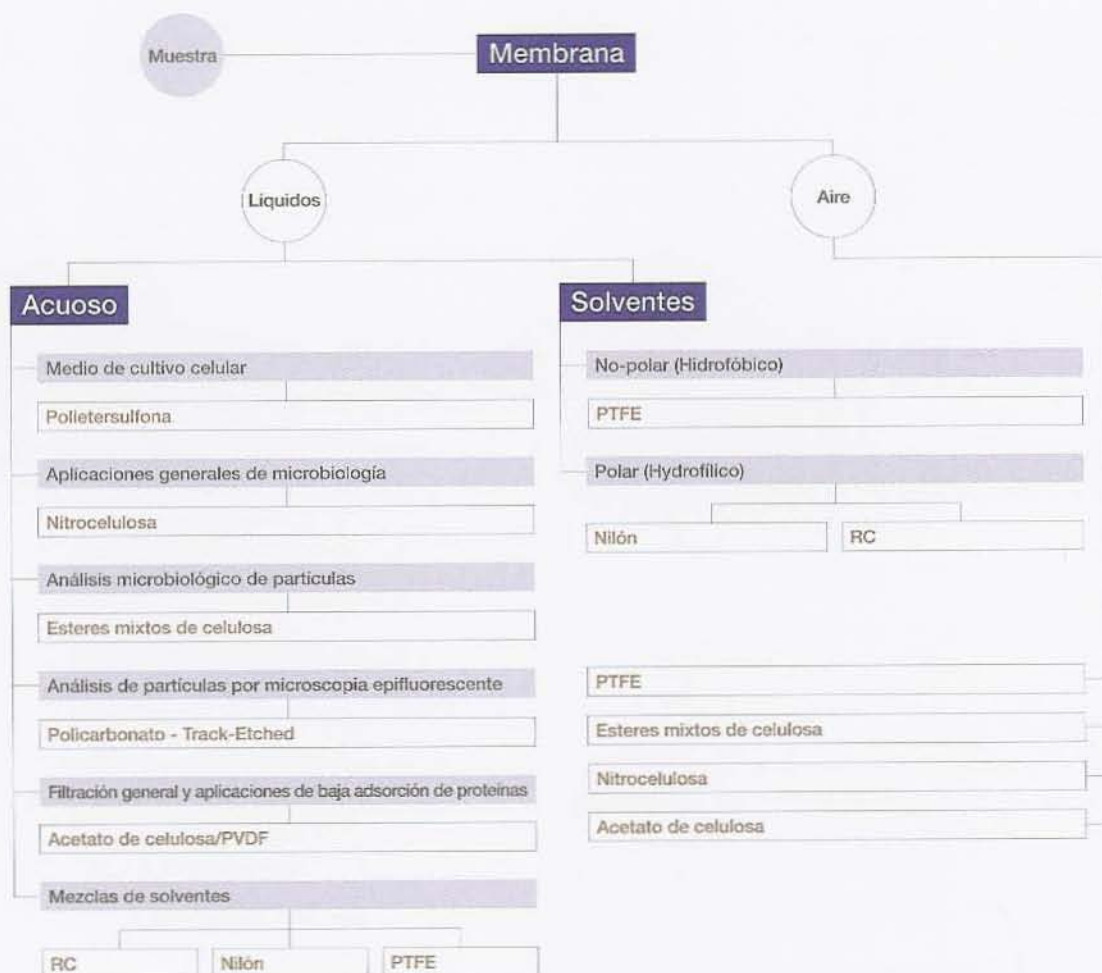 Muestra
Membrana
Líquidos
Aire
Acuoso
Medio de cultivo celular
Polietersulfona
Aplicaciones generales de microbiología
Nitrocelulosa
Análisis microbiológico de partículas
Esteres mixtos de celulosa
Análisis de partículas por microscopia epifluorescente
Policarbonato - Track-Etched
Filtración general y aplicaciones de baja adsorción de proteínas
Acetato de celulosa/PVDF
Mezclas de solventes
RC
Nilón
PTFE
Solventes
No-polar (Hidrofóbico)
PTFE
Polar (Hydrofílico)
Nilón
RC
PTFE
Esteres mixtos de celulosa
Nitrocelulosa
Acetato de celulosa